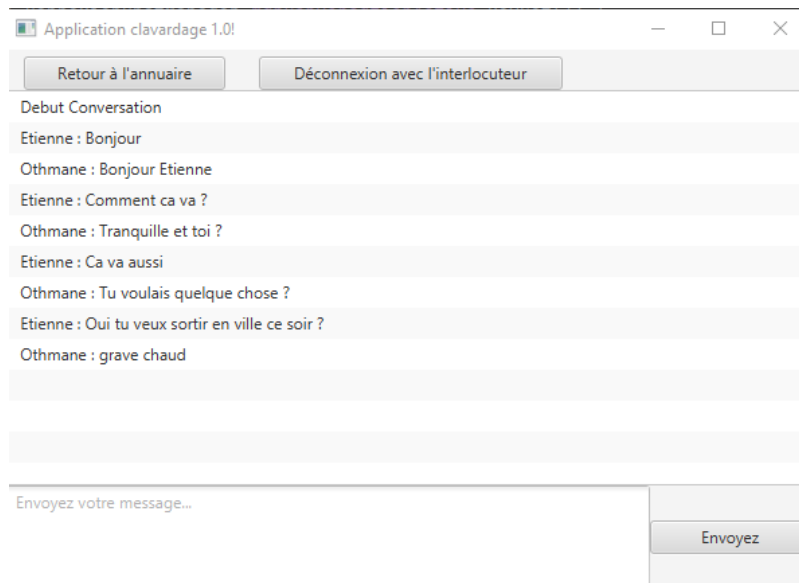 Application clavardage 1.0!
Retour à l'annuaire
Déconnexion avec l'interlocuteur
Debut Conversation
Etienne : Bonjour
Othmane : Bonjour Etienne
Etienne : Comment ca va ?
Othmane : Tranquille et toi ?
Etienne : Ca va aussi
Othmane : Tu voulais quelque chose ?
Etienne : Oui tu veux sortir en ville ce soir ?
Othmane : grave chaud
Envoyez votre message...
Envoyez